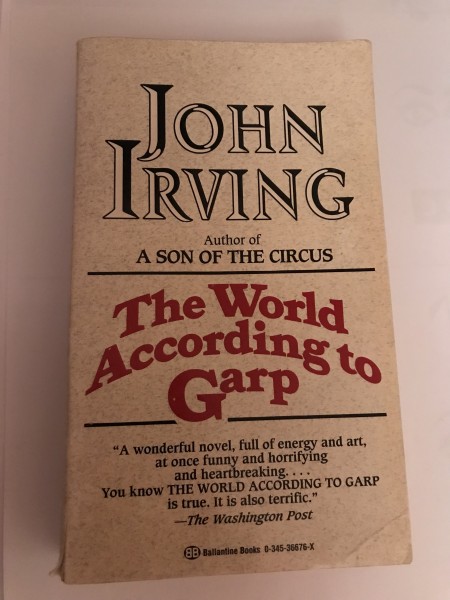 JOHN
IRVING
Author of
A SON OF THE CIRCUS
The World
According to
Garp
“A wonderful novel, full of energy and art,
at once funny and horrifying
and heartbreaking. . . .
You know THE WORLD ACCORDING TO GARP
is true. It is also terrific.”
—The Washington Post
BB Ballantine Books 0-345-36676-X